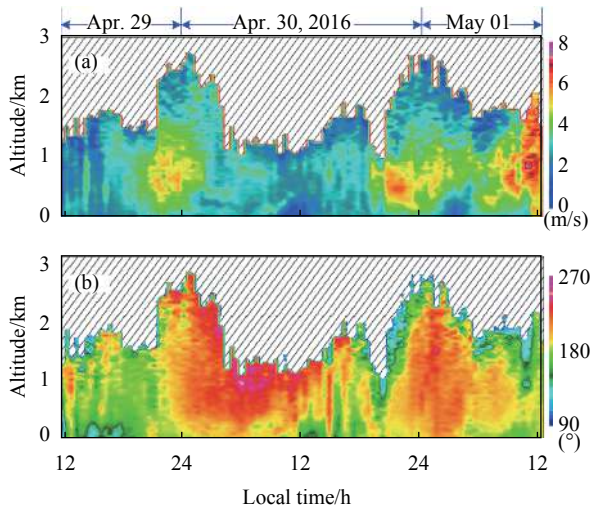 Apr. 29 Apr. 30, 2016 May 01
(a)
Altitude/km
3
2
1
0
8
6
4
2
0
(m/s)
(b)
Altitude/km
3
2
1
0
270
180
90
(°)
12 24 12 24 12
Local time/h